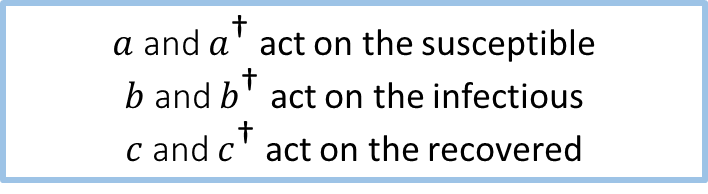 a and a† act on the susceptible
b and b† act on the infectious
c and c† act on the recovered